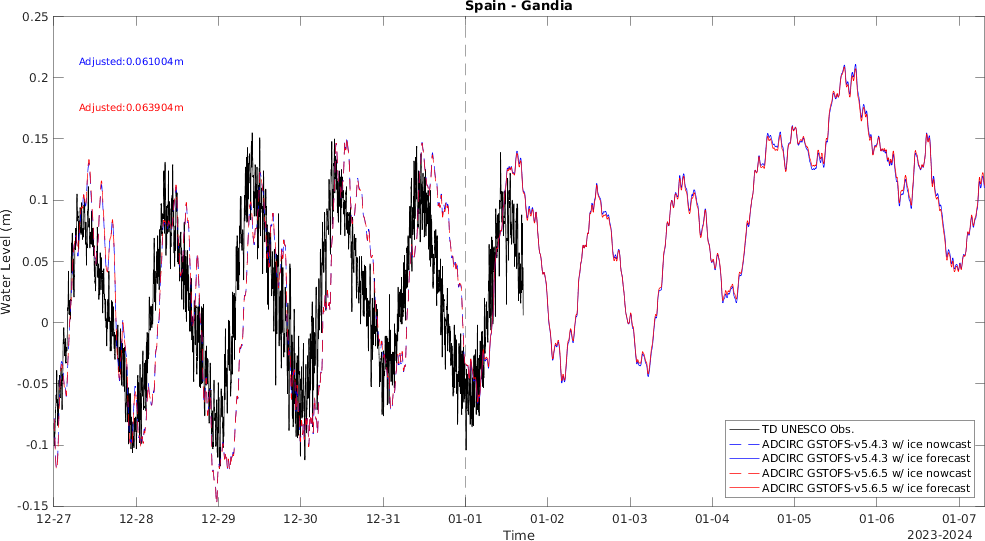 Spain - Gandia
0.25
0.2
0.15
0.1
0.05
0
-0.05
-0.1
-0.15
Water Level (m)
Adjusted:0.061004m
Adjusted:0.063904m
TD UNESCO Obs.
ADCIRC GSTOFS-v5.4.3 w/ ice nowcast
ADCIRC GSTOFS-v5.4.3 w/ ice forecast
ADCIRC GSTOFS-v5.6.5 w/ ice nowcast
ADCIRC GSTOFS-v5.6.5 w/ ice forecast
12-27 12-28 12-29 12-30 12-31 01-01 01-02 01-03 01-04 01-05 01-06 01-07
Time
2023-2024